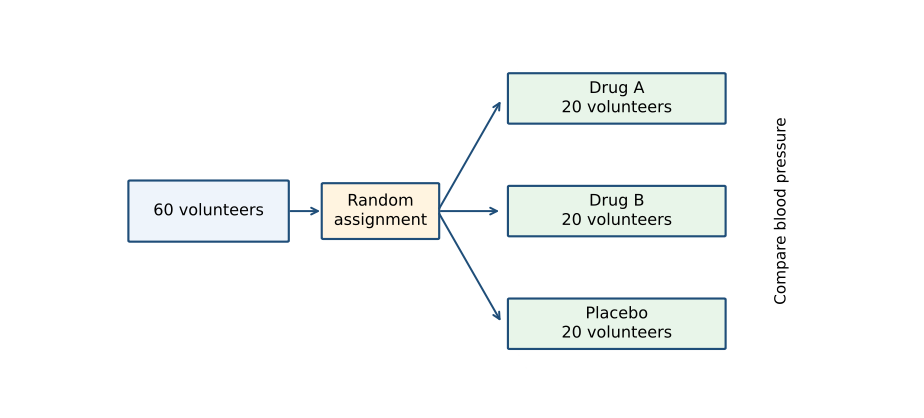 60 volunteers
Random
assignment
Drug A
20 volunteers
Drug B
20 volunteers
Placebo
20 volunteers
Compare blood pressure